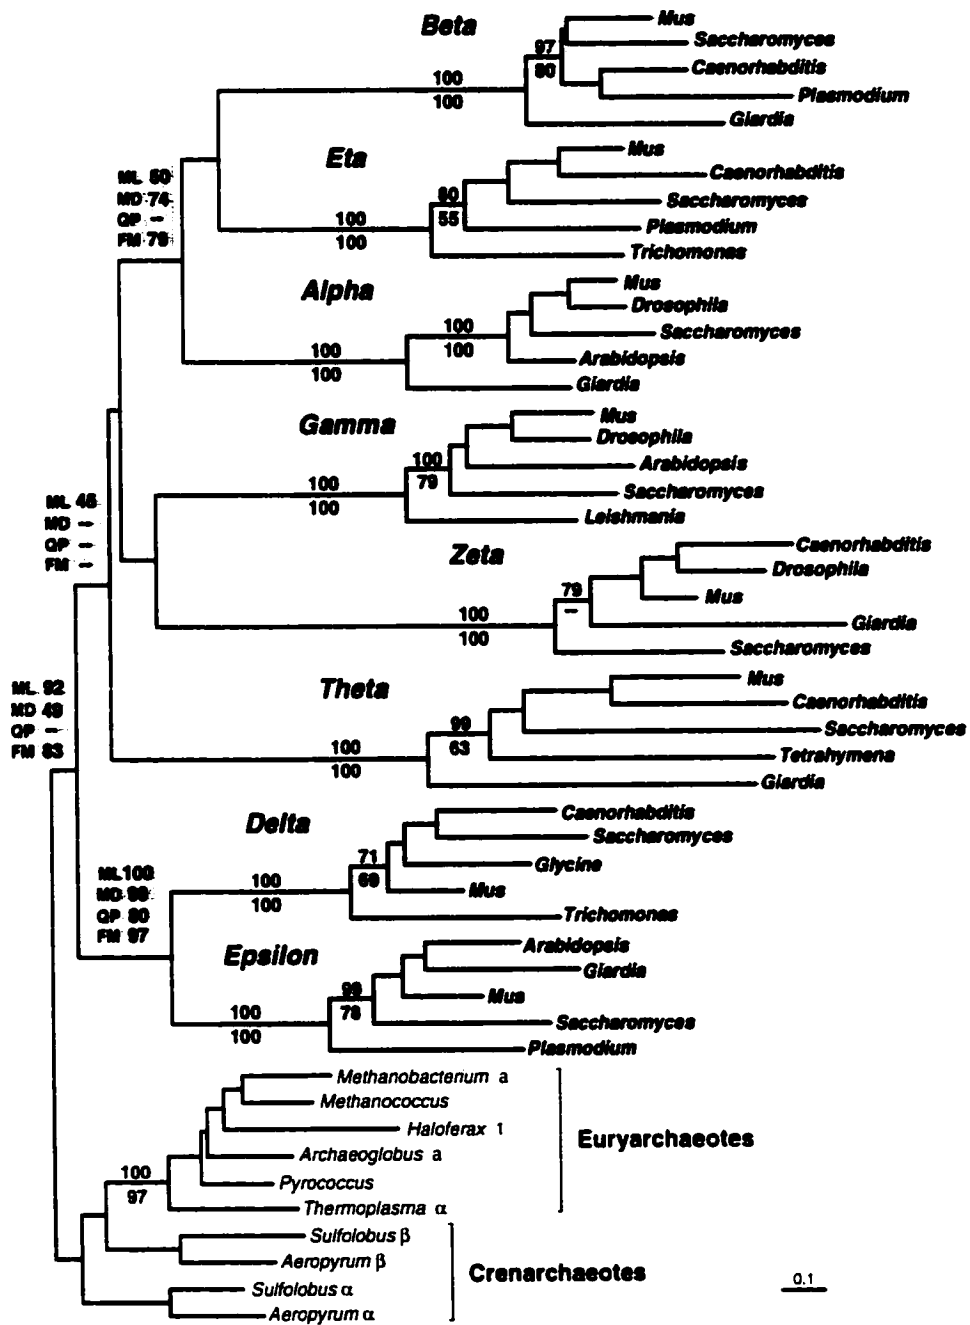 Beta
Mus
Saccharomyces
97
80
Caenorhabditis
100
100
Plasmodium
Giardia
Eta
Mus
Caenorhabditis
ML 50
MD 74
QP –
FM 79
80
55
Saccharomyces
100
100
Plasmodium
Trichomonas
Alpha
Mus
Drosophila
100
100
Saccharomyces
100
100
Arabidopsis
Giardia
Gamma
Mus
Drosophila
100
79
Arabidopsis
100
100
Saccharomyces
Leishmania
ML 46
MD –
QP –
FM –
Zeta
Caenorhabditis
Drosophila
79
–
Mus
100
100
Giardia
Saccharomyces
Theta
Mus
Caenorhabditis
ML 92
MD 49
QP –
FM 83
99
63
Saccharomyces
100
100
Tetrahymena
Giardia
Delta
Caenorhabditis
Saccharomyces
71
69
Glycine
ML 100
MD 99
QP 80
FM 97
100
100
Mus
Trichomonas
Epsilon
Arabidopsis
Giardia
99
78
Mus
100
100
Saccharomyces
Plasmodium
Methanobacterium a
Methanococcus
Haloferax 1
Euryarchaeotes
Archaeoglobus a
100
97
Pyrococcus
Thermoplasma α
Sulfolobus β
Aeropyrum β
Crenarchaeotes
Sulfolobus α
Aeropyrum α
0.1